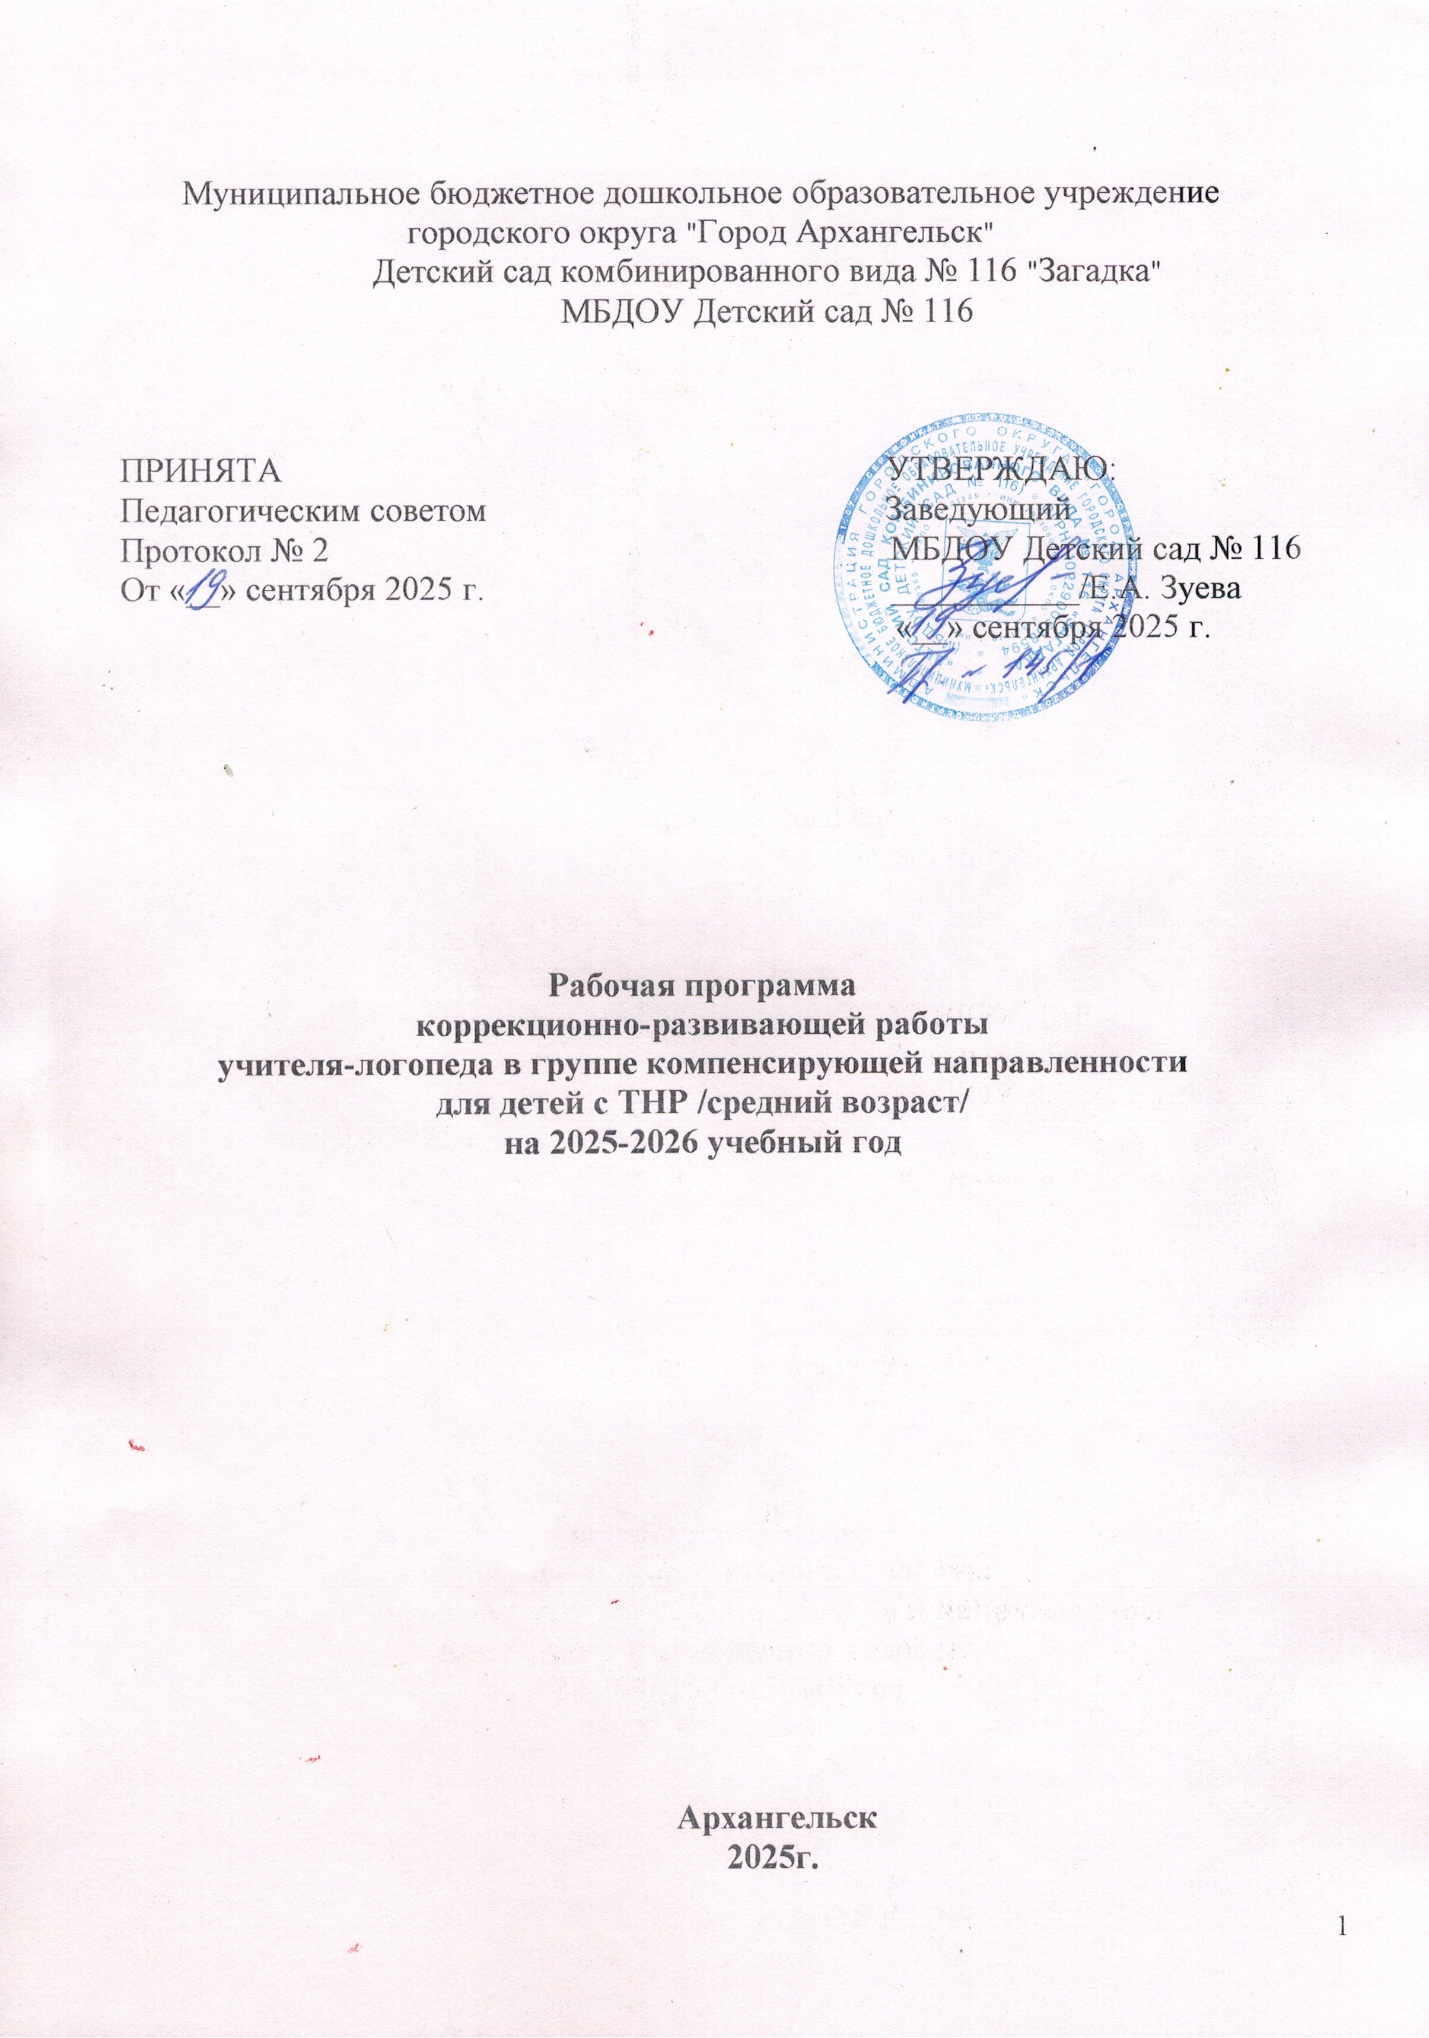 Муниципальное бюджетное дошкольное образовательное учреждение
городского округа "Город Архангельск"
Детский сад комбинированного вида № 116 "Загадка"
МБДОУ Детский сад № 116
ПРИНЯТА
Педагогическим советом
Протокол № 2
От «19» сентября 2025 г.
УТВЕРЖДАЮ:
Заведующий
МБДОУ Детский сад № 116
/Е.А. Зуева
«19» сентября 2025 г.
Рабочая программа
коррекционно-развивающей работы
учителя-логопеда в группе компенсирующей направленности
для детей с ТНР /средний возраст/
на 2025-2026 учебный год
Архангельск
2025г.
1